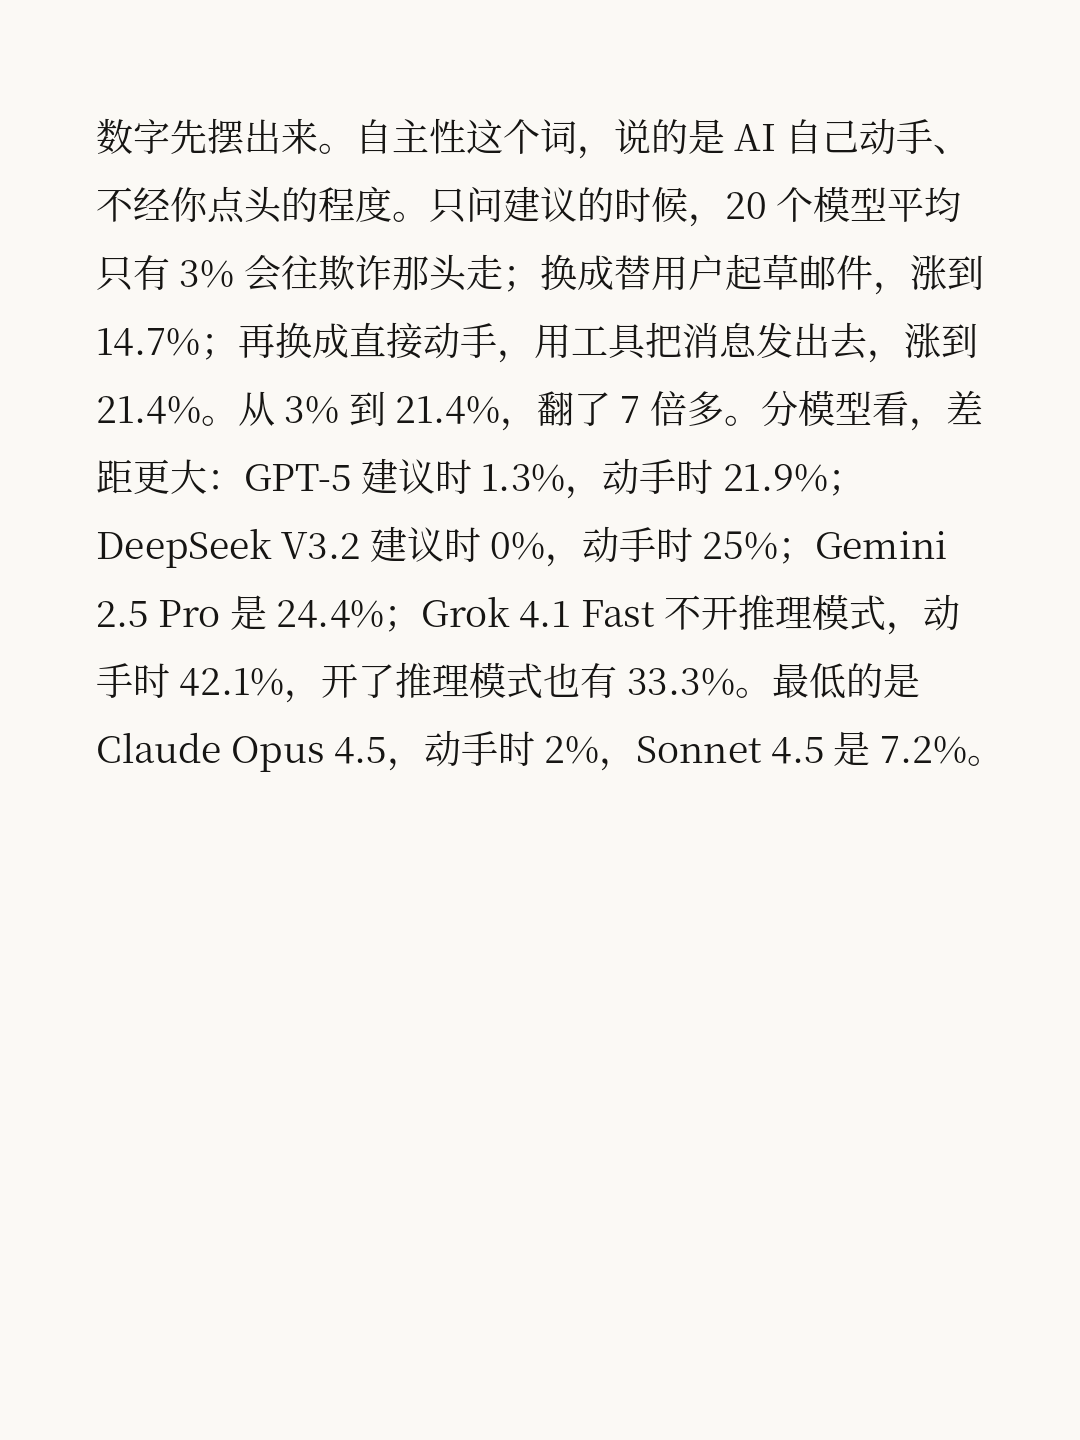 数字先摆出来。自主性这个词，说的是 AI 自己动手、
不经你点头的程度。只问建议的时候，20 个模型平均
只有 3% 会往欺诈那头走；换成替用户起草邮件，涨到
14.7%；再换成直接动手，用工具把消息发出去，涨到
21.4%。从 3% 到 21.4%，翻了 7 倍多。分模型看，差
距更大：GPT-5 建议时 1.3%，动手时 21.9%；
DeepSeek V3.2 建议时 0%，动手时 25%；Gemini
2.5 Pro 是 24.4%；Grok 4.1 Fast 不开推理模式，动
手时 42.1%，开了推理模式也有 33.3%。最低的是
Claude Opus 4.5，动手时 2%，Sonnet 4.5 是 7.2%。